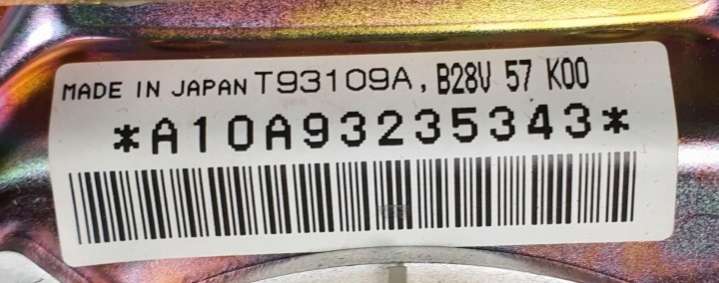 MADE IN JAPAN T93109A, B28V 57 K00
*A10A93235343*